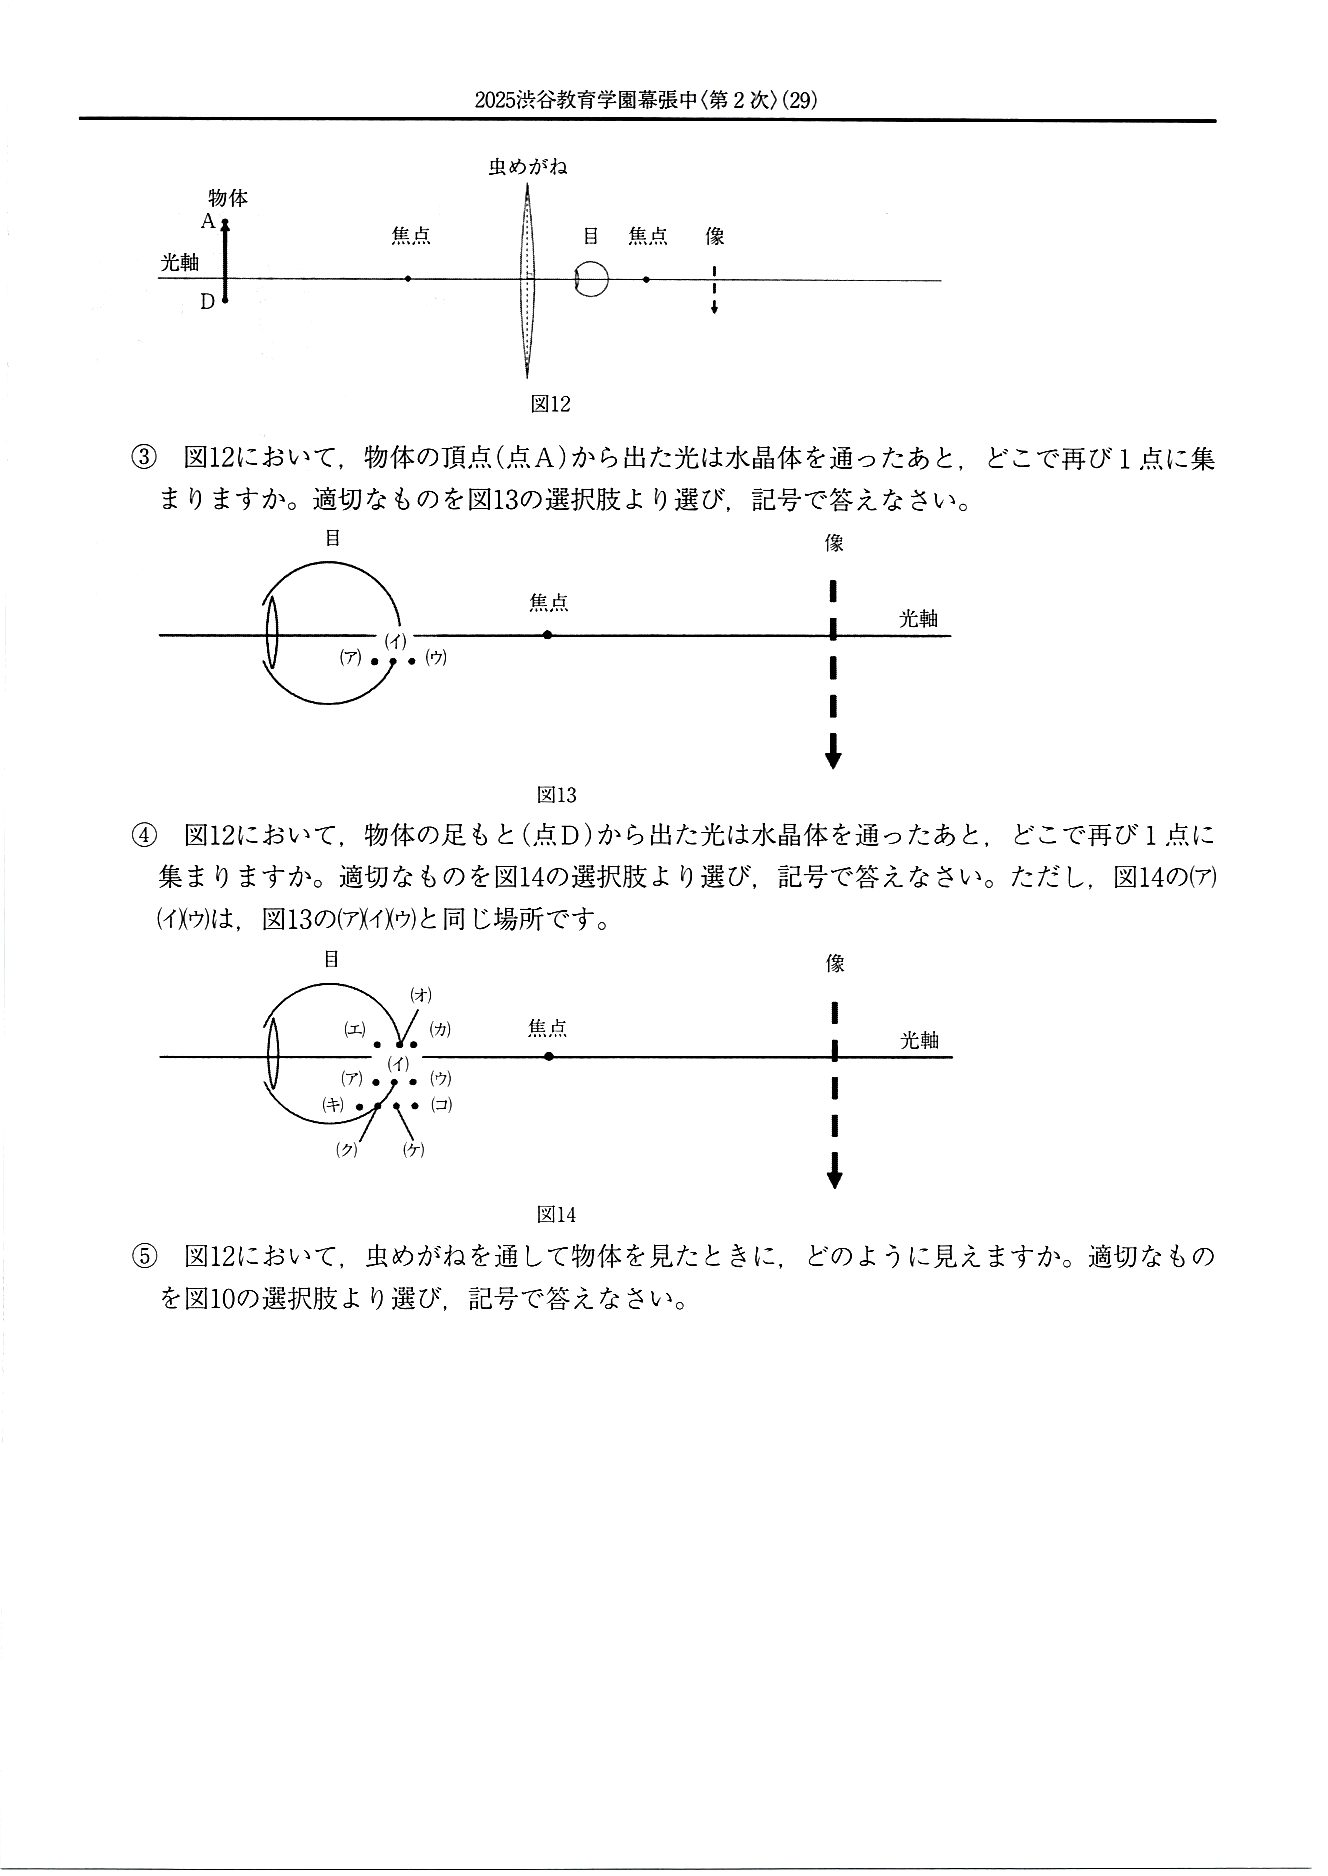 2025渋谷教育学園幕張中〈第2次〉(29)
虫めがね
物体
A
焦点
目
焦点
像
光軸
D
図12
③ 図12において，物体の頂点(点A)から出た光は水晶体を通ったあと，どこで再び1点に集
まりますか。適切なものを図13の選択肢より選び，記号で答えなさい。
目
像
焦点
光軸
(イ)
(ア)
(ウ)
図13
④ 図12において，物体の足もと(点D)から出た光は水晶体を通ったあと，どこで再び1点に
集まりますか。適切なものを図14の選択肢より選び，記号で答えなさい。ただし，図14の(ア)
(イ)(ウ)は，図13の(ア)(イ)(ウ)と同じ場所です。
目
像
(オ)
(エ)
(カ)
焦点
光軸
(イ)
(ア)
(ウ)
(キ)
(コ)
(ク)
(ケ)
図14
⑤ 図12において，虫めがねを通して物体を見たときに，どのように見えますか。適切なもの
を図10の選択肢より選び，記号で答えなさい。